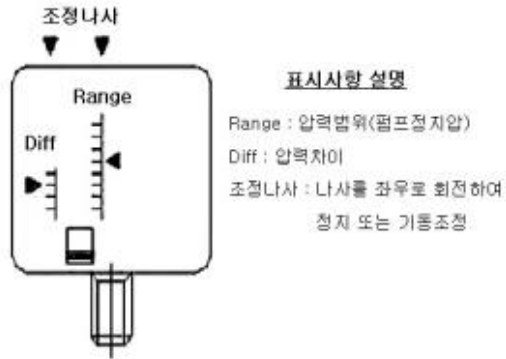 조정나사
Range
Diff
표시사항 설명
Range : 압력범위(펌프정지압)
Diff : 압력차이
조정나사 : 나사를 좌우로 회전하여
정지 또는 기동조정